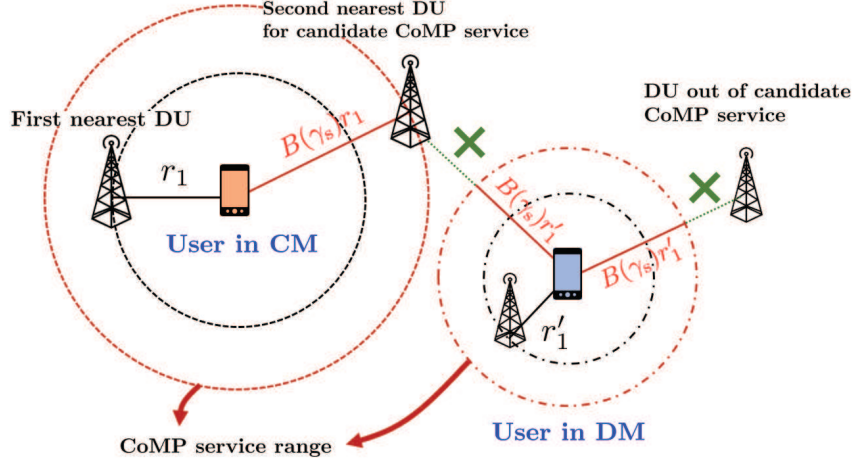 Second nearest DU
for candidate CoMP service
DU out of candidate
CoMP service
First nearest DU
r₁
B(γₛ)r₁
B(γₛ)r′₁
B(γₛ)r′₁
User in CM
r′₁
CoMP service range
User in DM